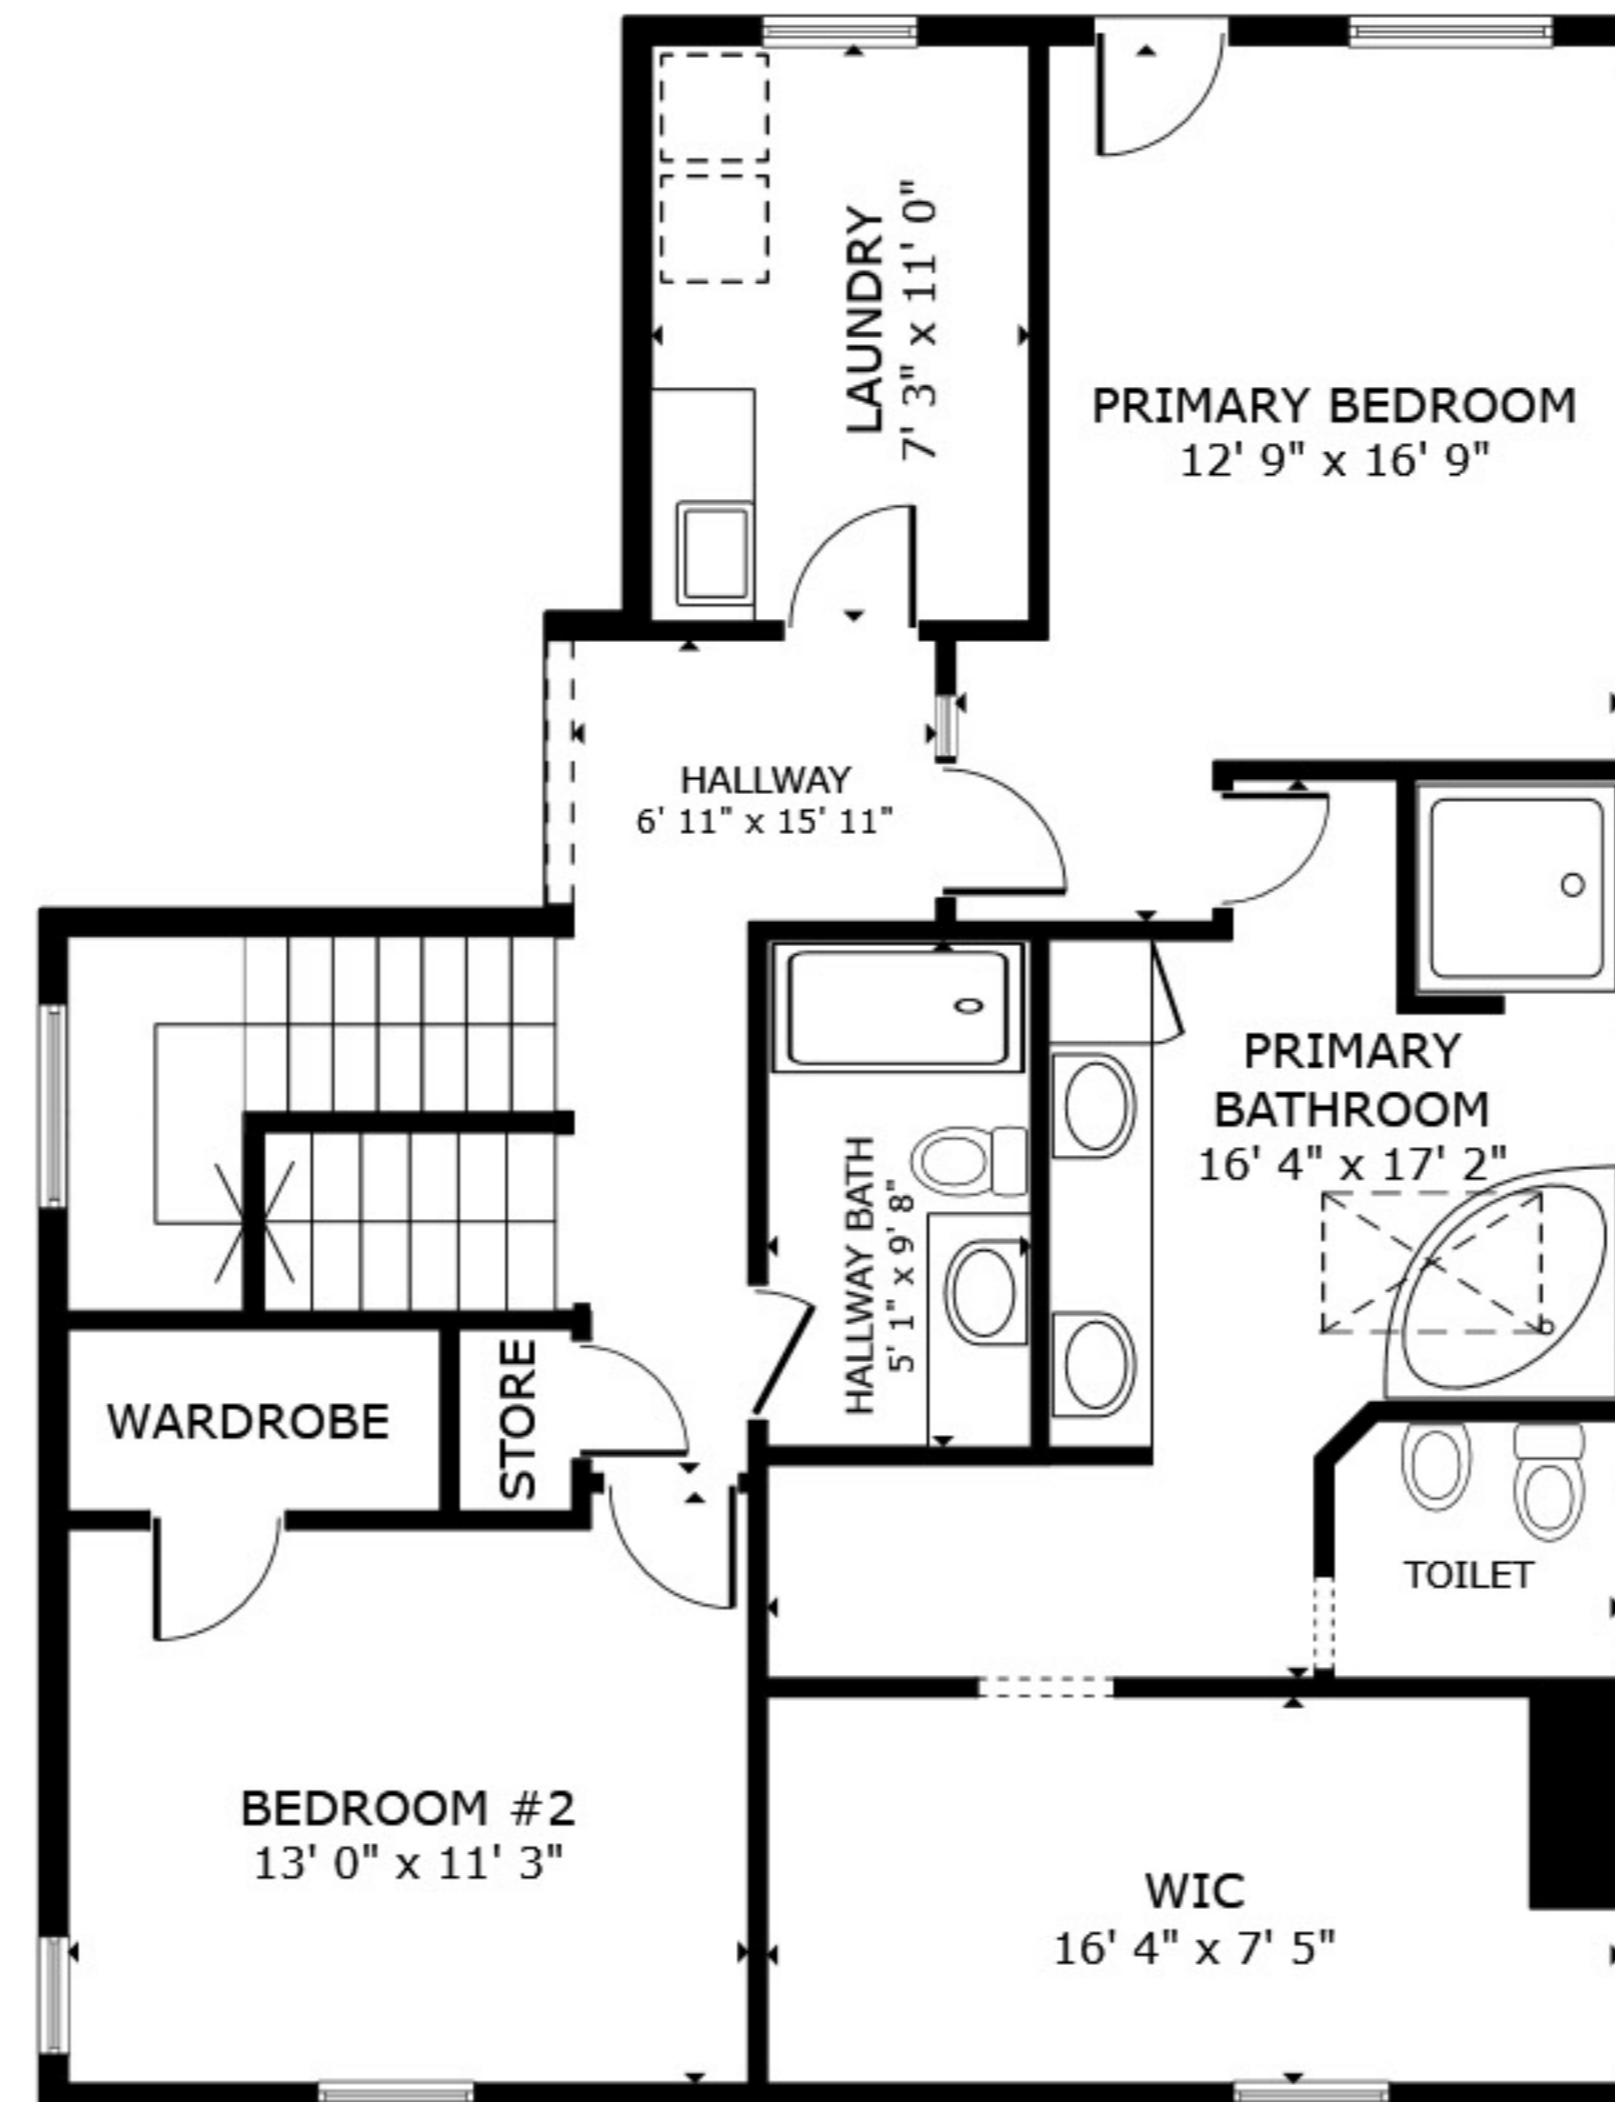 LAUNDRY
7' 3" x 11' 0"
PRIMARY BEDROOM
12' 9" x 16' 9"
HALLWAY
6' 11" x 15' 11"
PRIMARY
BATHROOM
16' 4" x 17' 2"
HALLWAY BATH
5' 1" x 9' 8"
WARDROBE
STORE
TOILET
BEDROOM #2
13' 0" x 11' 3"
WIC
16' 4" x 7' 5"